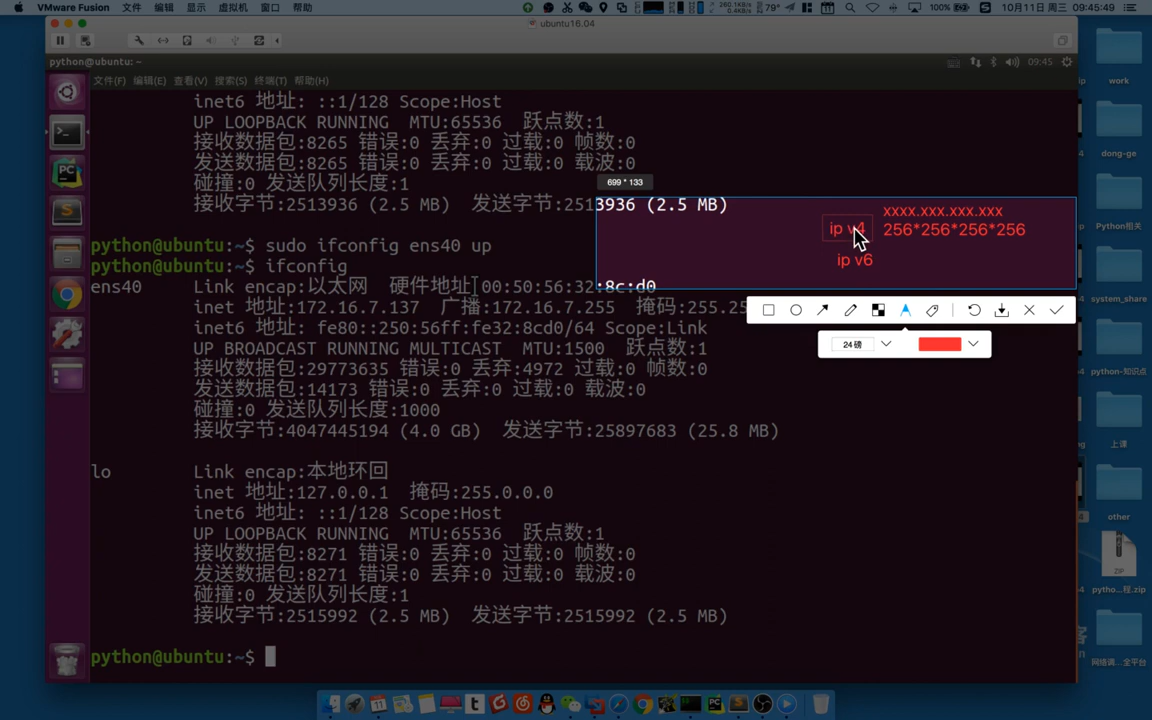 VMware Fusion 文件 编辑 显示 虚拟机 窗口 帮助 260.1KB/s 0.4KB/s 79° 100% 10月11日 周三 09:45:49
ubuntu16.04
python@ubuntu: ~ 09:45
文件(F) 编辑(E) 查看(V) 搜索(S) 终端(T) 帮助(H)
inet6 地址: ::1/128 Scope:Host
UP LOOPBACK RUNNING MTU:65536 跃点数:1
接收数据包:8265 错误:0 丢弃:0 过载:0 帧数:0
发送数据包:8265 错误:0 丢弃:0 过载:0 载波:0
碰撞:0 发送队列长度:1
接收字节:2513936 (2.5 MB) 发送字节:2513936 (2.5 MB)
699 * 133
ip v4 xxxx.xxx.xxx.xxx
256*256*256*256
ip v6
python@ubuntu:~$ sudo ifconfig ens40 up
python@ubuntu:~$ ifconfig
ens40 Link encap:以太网 硬件地址 00:50:56:32:8c:d0
inet 地址:172.16.7.137 广播:172.16.7.255 掩码:255.25
inet6 地址: fe80::250:56ff:fe32:8cd0/64 Scope:Link
UP BROADCAST RUNNING MULTICAST MTU:1500 跃点数:1
接收数据包:29773635 错误:0 丢弃:4972 过载:0 帧数:0
发送数据包:14173 错误:0 丢弃:0 过载:0 载波:0
碰撞:0 发送队列长度:1000
接收字节:4047445194 (4.0 GB) 发送字节:25897683 (25.8 MB)
24磅
lo Link encap:本地环回
inet 地址:127.0.0.1 掩码:255.0.0.0
inet6 地址: ::1/128 Scope:Host
UP LOOPBACK RUNNING MTU:65536 跃点数:1
接收数据包:8271 错误:0 丢弃:0 过载:0 帧数:0
发送数据包:8271 错误:0 丢弃:0 过载:0 载波:0
碰撞:0 发送队列长度:1
接收字节:2515992 (2.5 MB) 发送字节:2515992 (2.5 MB)
python@ubuntu:~$
work
dong-ge
Python相关
system_share
python-知识点
上课
other
ZIP
pytho...程.zip
网络调...全平台